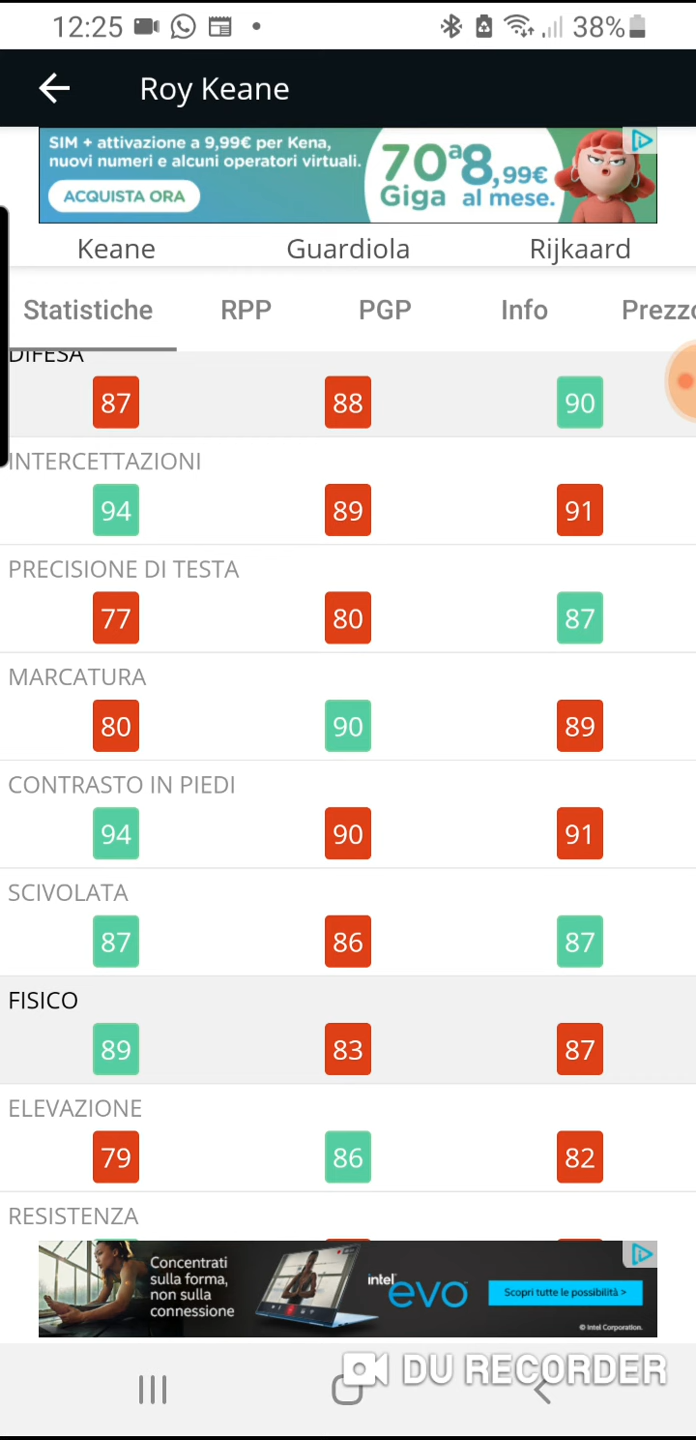 12:25 38%
Roy Keane
SIM + attivazione a 9,99€ per Kena,
nuovi numeri e alcuni operatori virtuali.
ACQUISTA ORA
70 a 8,99€
Giga al mese.
Keane Guardiola Rijkaard
Statistiche RPP PGP Info Prezzo
DIFESA
87 88 90
INTERCETTAZIONI
94 89 91
PRECISIONE DI TESTA
77 80 87
MARCATURA
80 90 89
CONTRASTO IN PIEDI
94 90 91
SCIVOLATA
87 86 87
FISICO
89 83 87
ELEVAZIONE
79 86 82
RESISTENZA
Concentrati
sulla forma,
non sulla
connessione
intel
evo
Scopri tutte le possibilità >
© Intel Corporation.
DU RECORDER